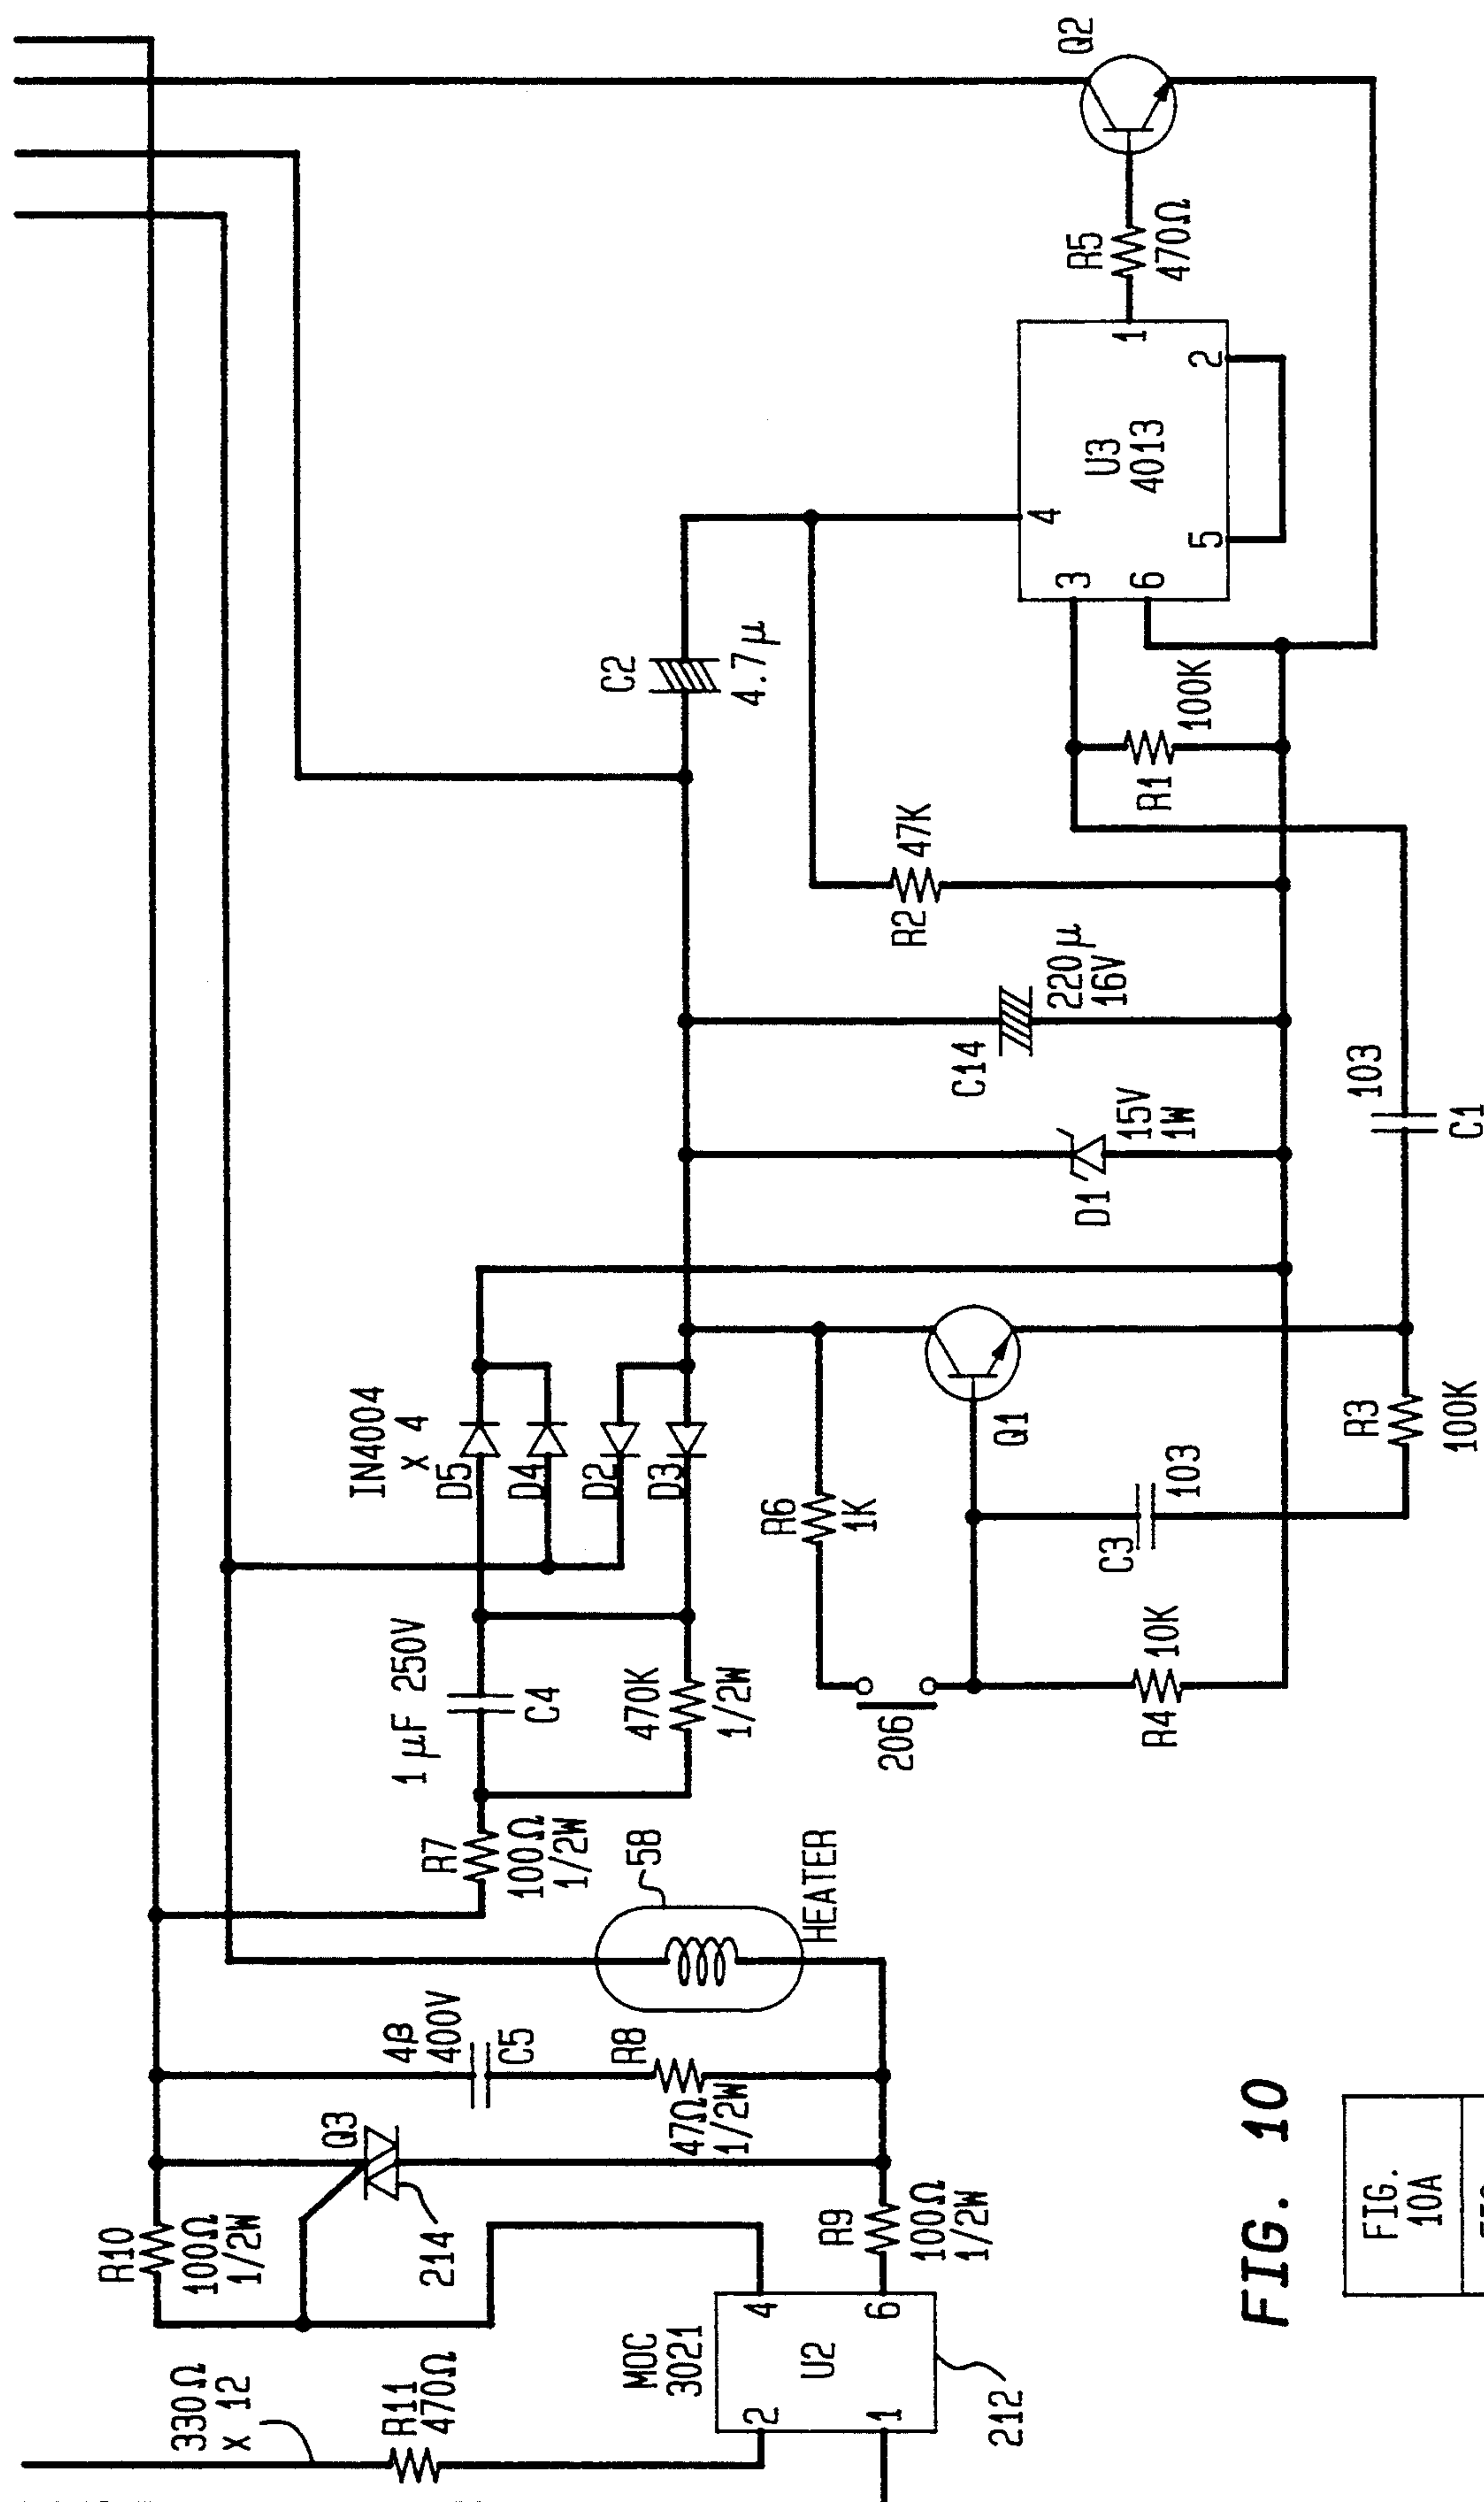 330Ω
x 12
R11
470Ω
MOC
3021
2
1
4
6
U2
212
R10
100Ω
1/2W
Q3
214
R9
100Ω
1/2W
400V
C5
R8
47Ω
1/2W
58
HEATER
R7
100Ω
1/2W
1 µF 250V
C4
470K
1/2W
206
R4
10K
R6
1K
C3
103
IN4004
x 4
D5
D4
D2
D3
Q1
R3
100K
D1
15V
1W
C1
103
C14
220µ
16V
R2
47K
C2
4.7µ
R1
100K
3
6
4
5
2
1
U3
4013
R5
470Ω
Q2
FIG. 10
FIG.
10A